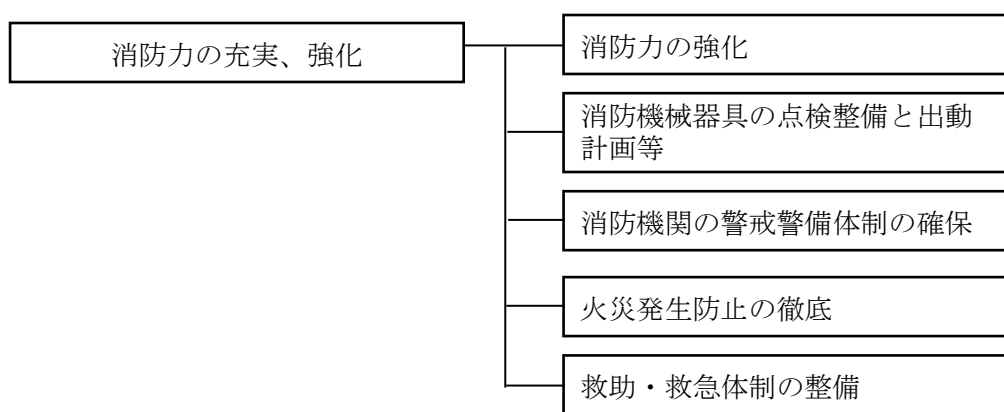 消防力の充実、強化
消防力の強化
消防機械器具の点検整備と出動
計画等
消防機関の警戒警備体制の確保
火災発生防止の徹底
救助・救急体制の整備